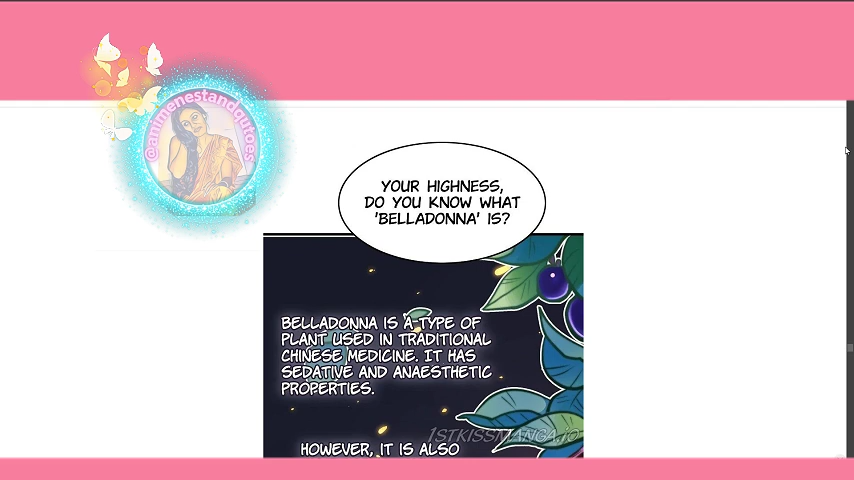 @animenestandqutoes
YOUR HIGHNESS,
DO YOU KNOW WHAT
'BELLADONNA' IS?
BELLADONNA IS A TYPE OF
PLANT USED IN TRADITIONAL
CHINESE MEDICINE. IT HAS
SEDATIVE AND ANAESTHETIC
PROPERTIES.
1STKISSMANGA.IO
HOWEVER, IT IS ALSO